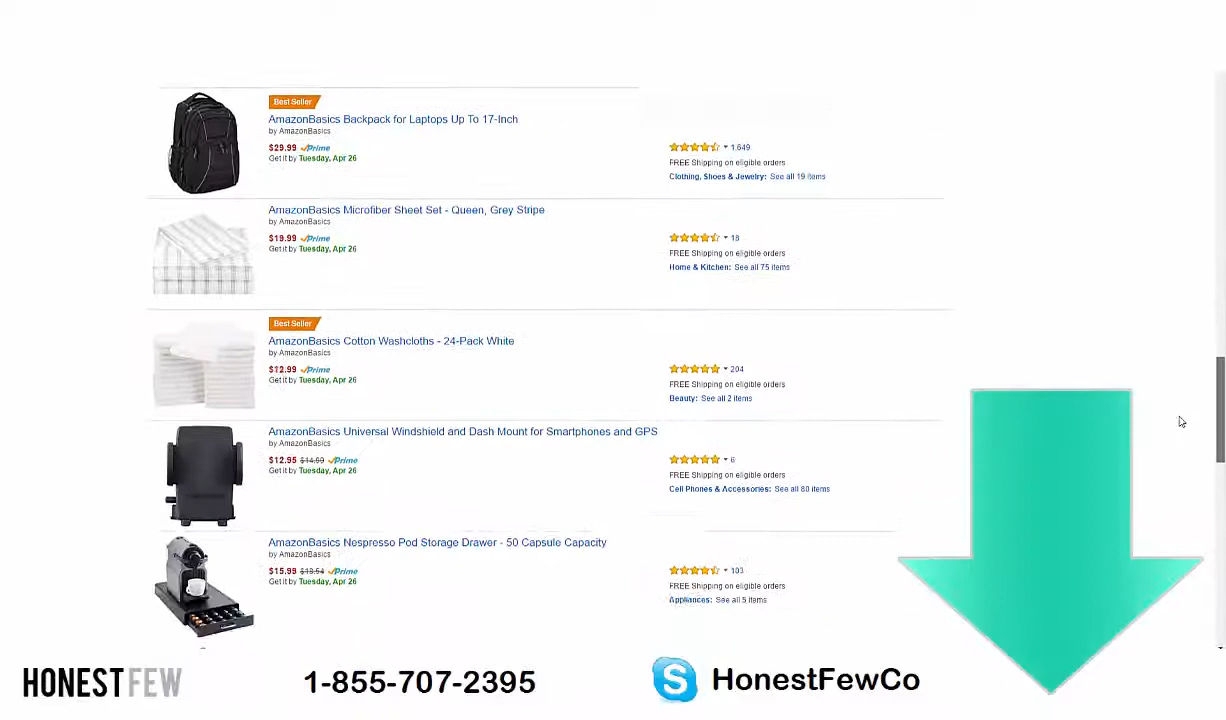 Best Seller
AmazonBasics Backpack for Laptops Up To 17-Inch
by AmazonBasics
$29.99 Prime
Get it by Tuesday, Apr 26
1,649
FREE Shipping on eligible orders
Clothing, Shoes & Jewelry: See all 19 items
AmazonBasics Microfiber Sheet Set - Queen, Grey Stripe
by AmazonBasics
$19.99 Prime
Get it by Tuesday, Apr 26
18
FREE Shipping on eligible orders
Home & Kitchen: See all 75 items
Best Seller
AmazonBasics Cotton Washcloths - 24-Pack White
by AmazonBasics
$12.99 Prime
Get it by Tuesday, Apr 26
204
FREE Shipping on eligible orders
Beauty: See all 2 items
AmazonBasics Universal Windshield and Dash Mount for Smartphones and GPS
by AmazonBasics
$12.95 $14.99 Prime
Get it by Tuesday, Apr 26
6
FREE Shipping on eligible orders
Cell Phones & Accessories: See all 80 items
AmazonBasics Nespresso Pod Storage Drawer - 50 Capsule Capacity
by AmazonBasics
$15.99 Prime
Get it by Tuesday, Apr 26
103
FREE Shipping on eligible orders
Appliances: See all 5 items
HONESTFEW
1-855-707-2395
HonestFewCo